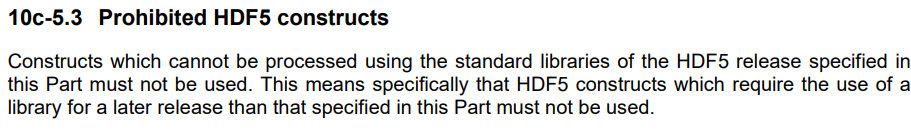 10c-5.3 Prohibited HDF5 constructs
Constructs which cannot be processed using the standard libraries of the HDF5 release specified in
this Part must not be used. This means specifically that HDF5 constructs which require the use of a
library for a later release than that specified in this Part must not be used.